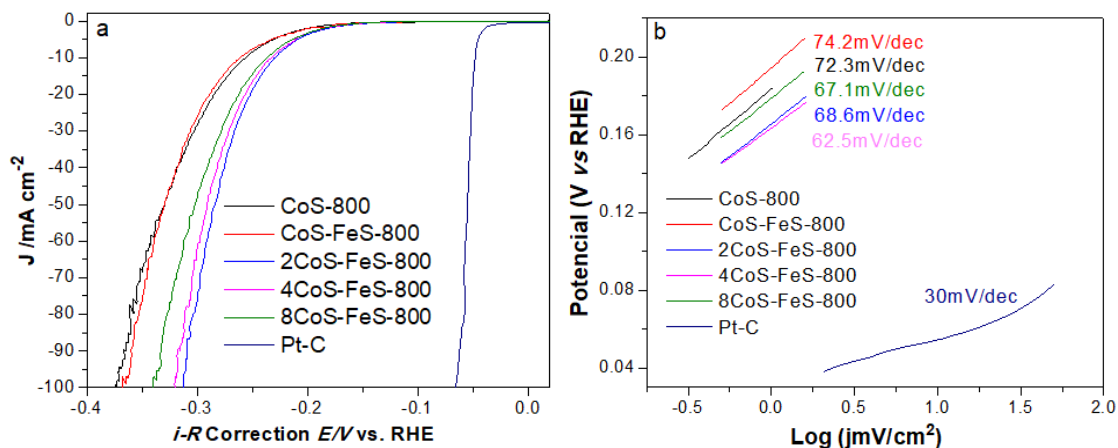 a
0
-10
-20
-30
-40
-50
-60
-70
-80
-90
-100
J /mA cm-2
CoS-800
CoS-FeS-800
2CoS-FeS-800
4CoS-FeS-800
8CoS-FeS-800
Pt-C
-0.4 -0.3 -0.2 -0.1 0.0
i-R Correction E/V vs. RHE
b
0.20
0.16
0.12
0.08
0.04
Potencial (V vs RHE)
74.2mV/dec
72.3mV/dec
67.1mV/dec
68.6mV/dec
62.5mV/dec
CoS-800
CoS-FeS-800
2CoS-FeS-800
4CoS-FeS-800
8CoS-FeS-800
Pt-C
30mV/dec
-0.5 0.0 0.5 1.0 1.5 2.0
Log (jmV/cm2)